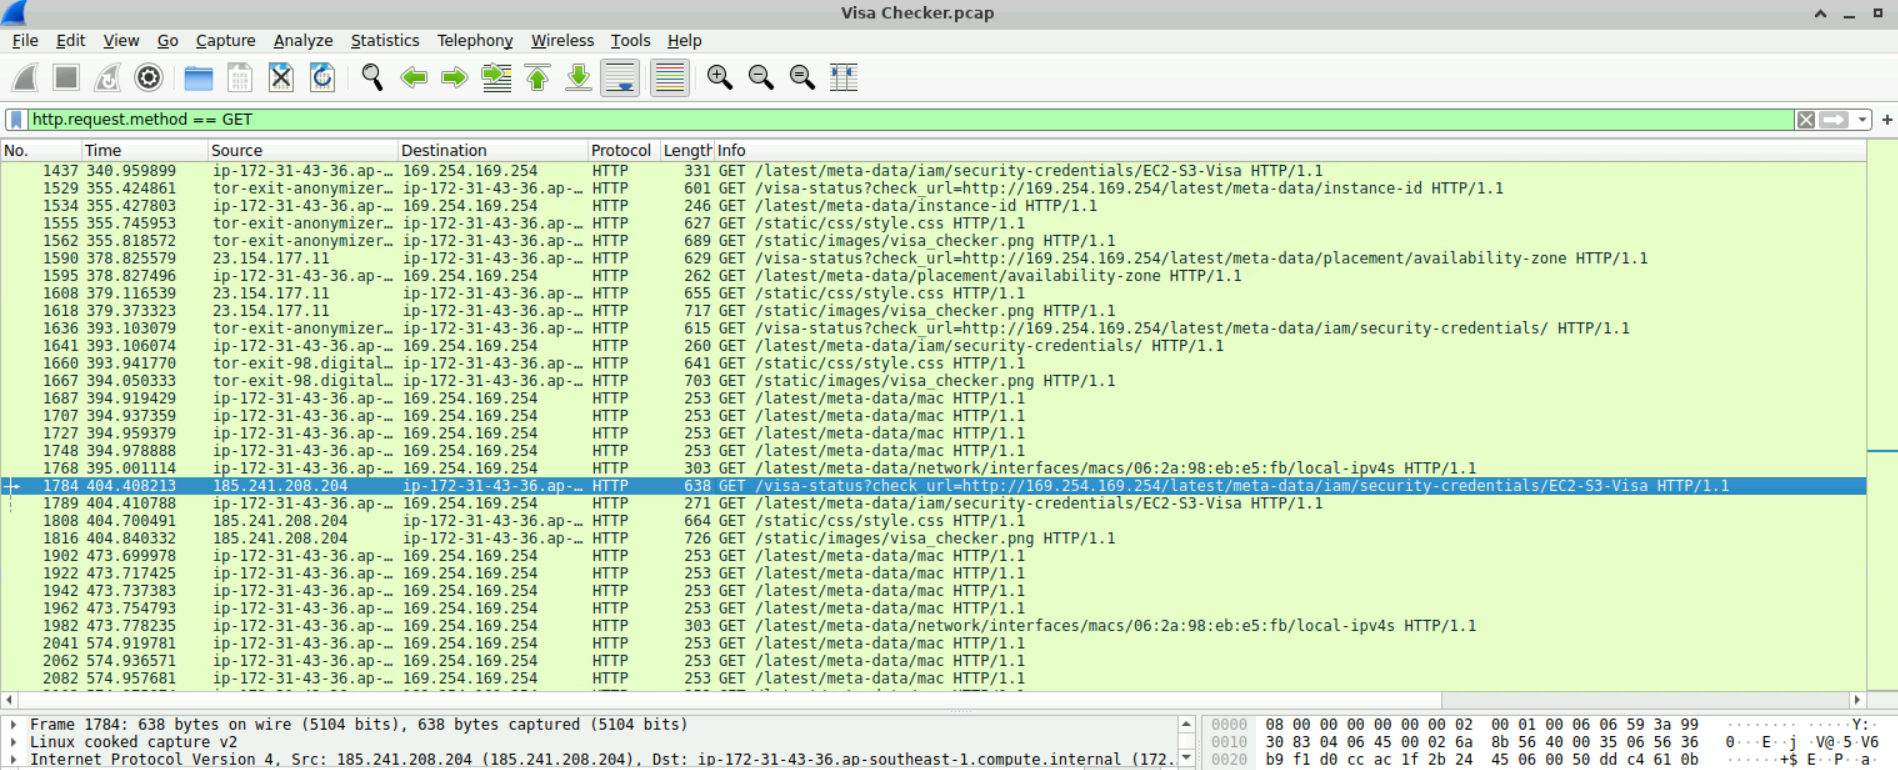 Visa Checker.pcap
File Edit View Go Capture Analyze Statistics Telephony Wireless Tools Help
http.request.method == GET
No. Time Source Destination Protocol Length Info
1437 340.959899 ip-172-31-43-36.ap-… 169.254.169.254 HTTP 331 GET /latest/meta-data/iam/security-credentials/EC2-S3-Visa HTTP/1.1
1529 355.424861 tor-exit-anonymizer… ip-172-31-43-36.ap-… HTTP 601 GET /visa-status?check_url=http://169.254.169.254/latest/meta-data/instance-id HTTP/1.1
1534 355.427803 ip-172-31-43-36.ap-… 169.254.169.254 HTTP 246 GET /latest/meta-data/instance-id HTTP/1.1
1555 355.745953 tor-exit-anonymizer… ip-172-31-43-36.ap-… HTTP 627 GET /static/css/style.css HTTP/1.1
1562 355.818572 tor-exit-anonymizer… ip-172-31-43-36.ap-… HTTP 689 GET /static/images/visa_checker.png HTTP/1.1
1590 378.825579 23.154.177.11 ip-172-31-43-36.ap-… HTTP 629 GET /visa-status?check_url=http://169.254.169.254/latest/meta-data/placement/availability-zone HTTP/1.1
1595 378.827496 ip-172-31-43-36.ap-… 169.254.169.254 HTTP 262 GET /latest/meta-data/placement/availability-zone HTTP/1.1
1608 379.116539 23.154.177.11 ip-172-31-43-36.ap-… HTTP 655 GET /static/css/style.css HTTP/1.1
1618 379.373323 23.154.177.11 ip-172-31-43-36.ap-… HTTP 717 GET /static/images/visa_checker.png HTTP/1.1
1636 393.103079 tor-exit-anonymizer… ip-172-31-43-36.ap-… HTTP 615 GET /visa-status?check_url=http://169.254.169.254/latest/meta-data/iam/security-credentials/ HTTP/1.1
1641 393.106074 ip-172-31-43-36.ap-… 169.254.169.254 HTTP 260 GET /latest/meta-data/iam/security-credentials/ HTTP/1.1
1660 393.941770 tor-exit-98.digital… ip-172-31-43-36.ap-… HTTP 641 GET /static/css/style.css HTTP/1.1
1667 394.050333 tor-exit-98.digital… ip-172-31-43-36.ap-… HTTP 703 GET /static/images/visa_checker.png HTTP/1.1
1687 394.919429 ip-172-31-43-36.ap-… 169.254.169.254 HTTP 253 GET /latest/meta-data/mac HTTP/1.1
1707 394.937359 ip-172-31-43-36.ap-… 169.254.169.254 HTTP 253 GET /latest/meta-data/mac HTTP/1.1
1727 394.959379 ip-172-31-43-36.ap-… 169.254.169.254 HTTP 253 GET /latest/meta-data/mac HTTP/1.1
1748 394.978888 ip-172-31-43-36.ap-… 169.254.169.254 HTTP 253 GET /latest/meta-data/mac HTTP/1.1
1768 395.001114 ip-172-31-43-36.ap-… 169.254.169.254 HTTP 303 GET /latest/meta-data/network/interfaces/macs/06:2a:98:eb:e5:fb/local-ipv4s HTTP/1.1
1784 404.408213 185.241.208.204 ip-172-31-43-36.ap-… HTTP 638 GET /visa-status?check_url=http://169.254.169.254/latest/meta-data/iam/security-credentials/EC2-S3-Visa HTTP/1.1
1789 404.410788 ip-172-31-43-36.ap-… 169.254.169.254 HTTP 271 GET /latest/meta-data/iam/security-credentials/EC2-S3-Visa HTTP/1.1
1808 404.700491 185.241.208.204 ip-172-31-43-36.ap-… HTTP 664 GET /static/css/style.css HTTP/1.1
1816 404.840332 185.241.208.204 ip-172-31-43-36.ap-… HTTP 726 GET /static/images/visa_checker.png HTTP/1.1
1902 473.699978 ip-172-31-43-36.ap-… 169.254.169.254 HTTP 253 GET /latest/meta-data/mac HTTP/1.1
1922 473.717425 ip-172-31-43-36.ap-… 169.254.169.254 HTTP 253 GET /latest/meta-data/mac HTTP/1.1
1942 473.737383 ip-172-31-43-36.ap-… 169.254.169.254 HTTP 253 GET /latest/meta-data/mac HTTP/1.1
1962 473.754793 ip-172-31-43-36.ap-… 169.254.169.254 HTTP 253 GET /latest/meta-data/mac HTTP/1.1
1982 473.778235 ip-172-31-43-36.ap-… 169.254.169.254 HTTP 303 GET /latest/meta-data/network/interfaces/macs/06:2a:98:eb:e5:fb/local-ipv4s HTTP/1.1
2041 574.919781 ip-172-31-43-36.ap-… 169.254.169.254 HTTP 253 GET /latest/meta-data/mac HTTP/1.1
2062 574.936571 ip-172-31-43-36.ap-… 169.254.169.254 HTTP 253 GET /latest/meta-data/mac HTTP/1.1
2082 574.957681 ip-172-31-43-36.ap-… 169.254.169.254 HTTP 253 GET /latest/meta-data/mac HTTP/1.1
Frame 1784: 638 bytes on wire (5104 bits), 638 bytes captured (5104 bits)
Linux cooked capture v2
Internet Protocol Version 4, Src: 185.241.208.204 (185.241.208.204), Dst: ip-172-31-43-36.ap-southeast-1.compute.internal (172.
0000 08 00 00 00 00 00 00 02 00 01 00 06 06 59 3a 99 ········ ·····Y:·
0010 30 83 04 06 45 00 02 6a 8b 56 40 00 35 06 56 36 0···E··j ·V@·5·V6
0020 b9 f1 d0 cc ac 1f 2b 24 45 06 00 50 dd c4 61 0b ······+$ E··P··a·